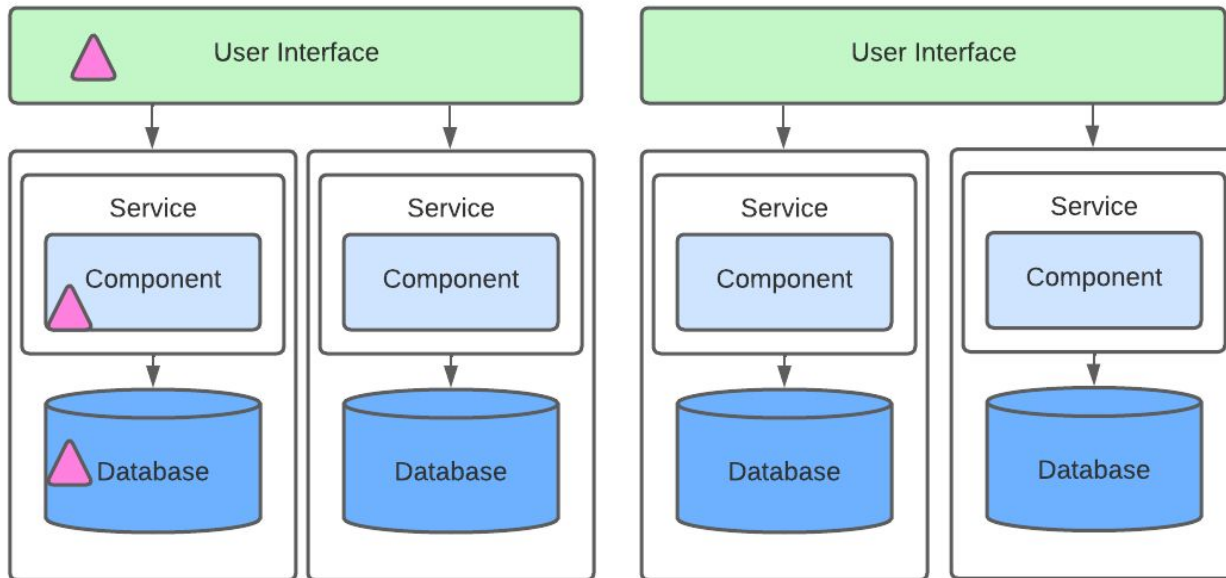 User Interface
User Interface
Service
Service
Service
Service
Component
Component
Component
Component
Database
Database
Database
Database